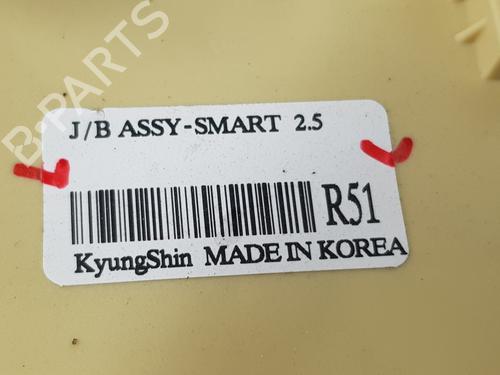 B-PARTS
J/B ASSY-SMART 2.5
R51
KyungShin MADE IN KOREA